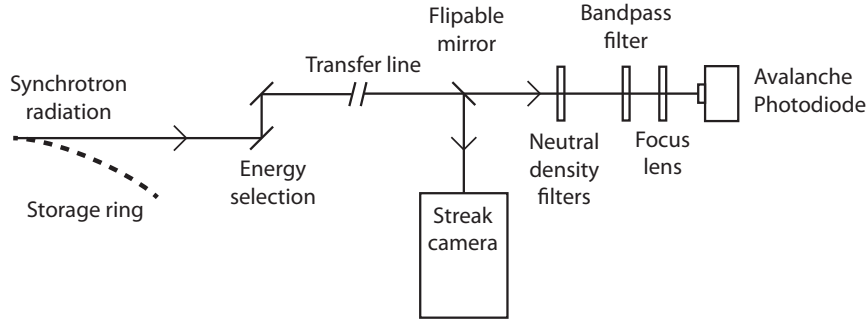 Synchrotron
radiation
Storage ring
Energy
selection
Transfer line
Flipable
mirror
Streak
camera
Neutral
density
filters
Bandpass
filter
Focus
lens
Avalanche
Photodiode